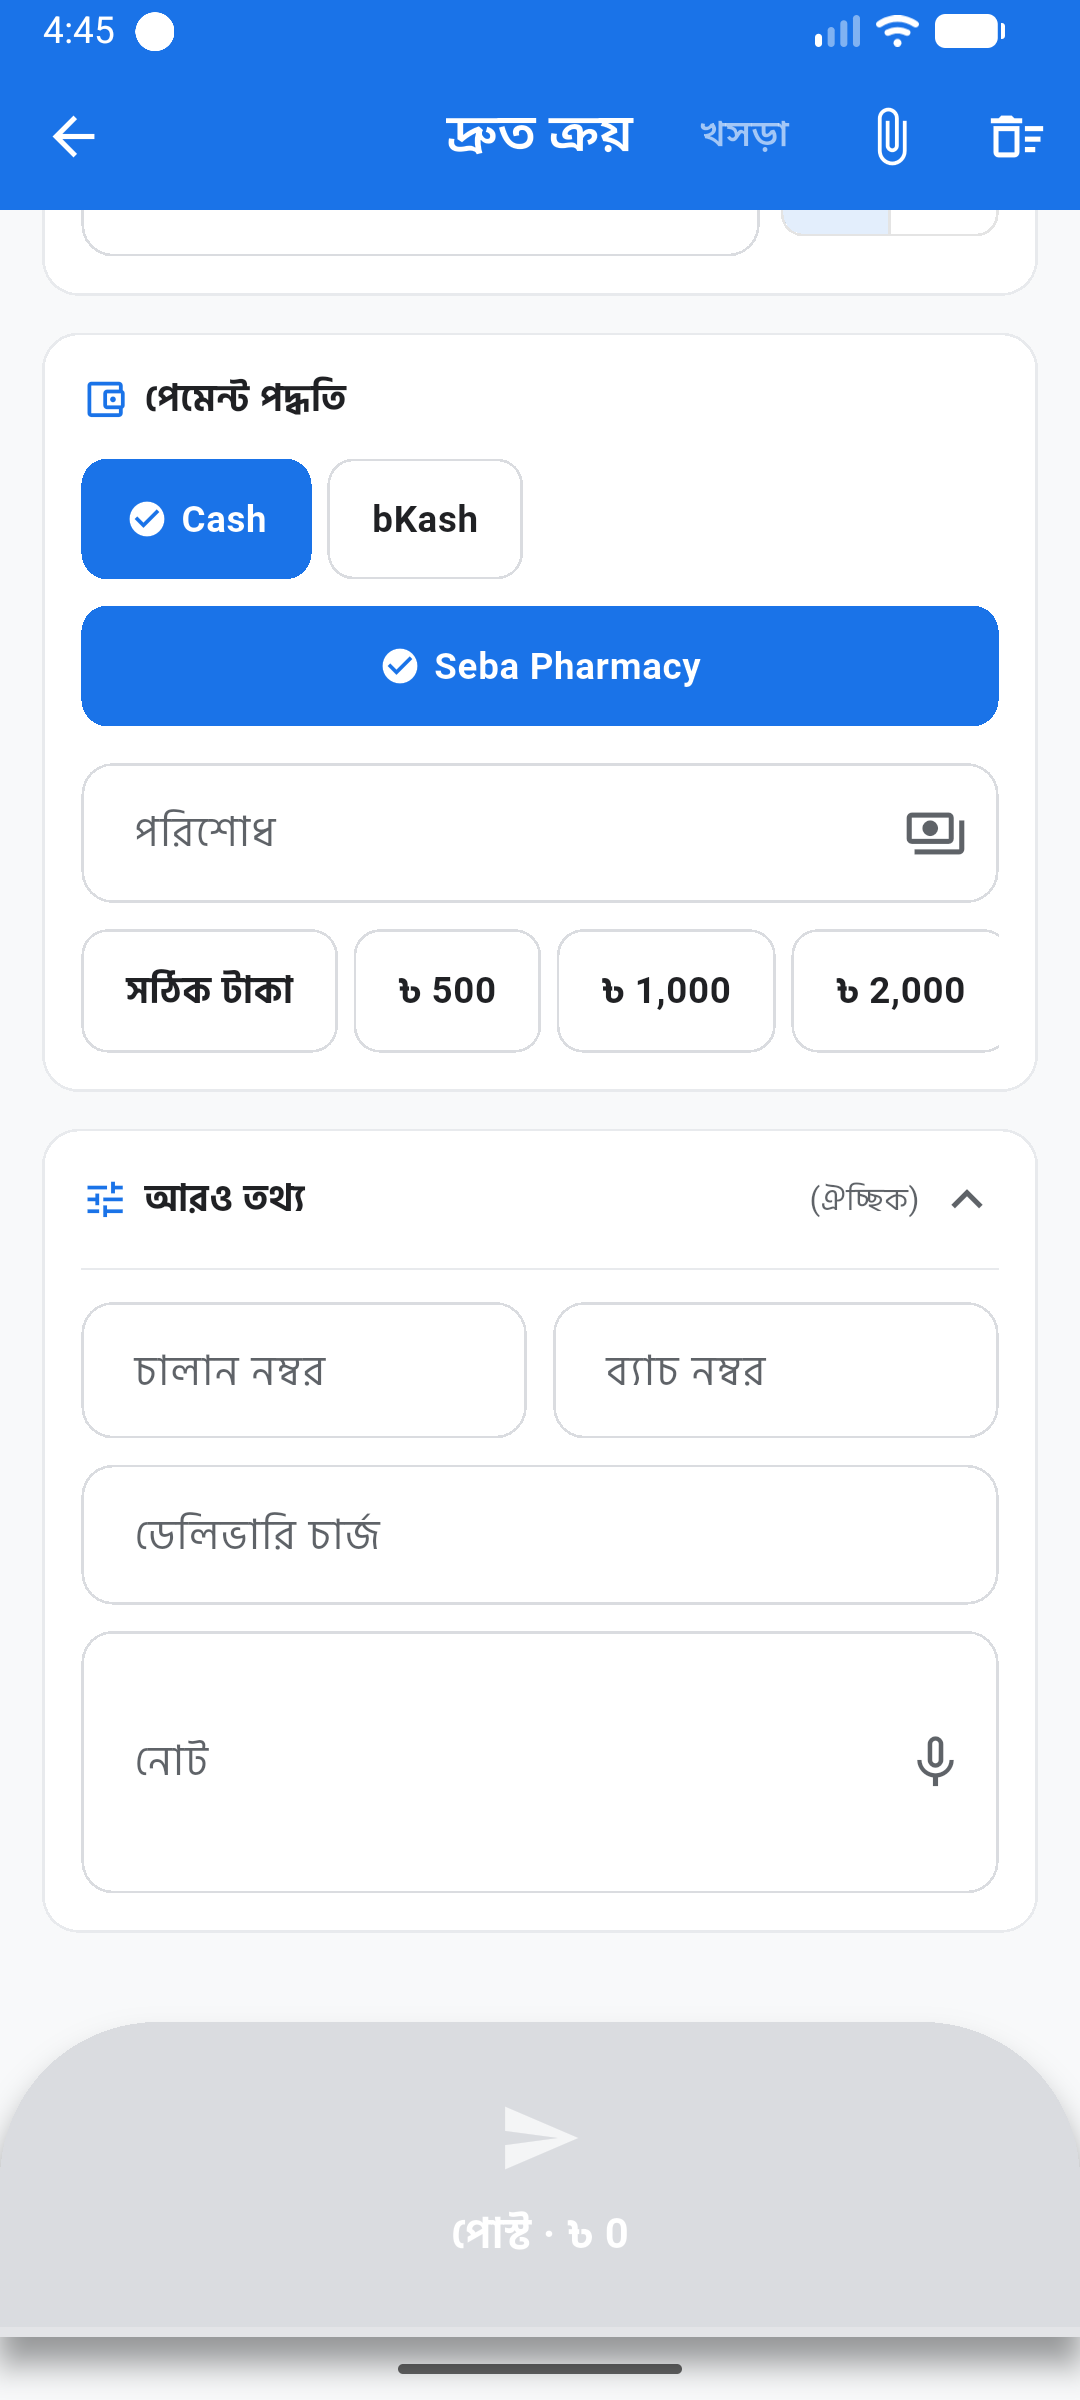 4:45
দ্রুত ক্রয় খসড়া
পেমেন্ট পদ্ধতি
Cash bKash
Seba Pharmacy
পরিশোধ
সঠিক টাকা ৳ 500 ৳ 1,000 ৳ 2,000
আরও তথ্য (ঐচ্ছিক)
চালান নম্বর ব্যাচ নম্বর
ডেলিভারি চার্জ
নোট
পোস্ট · ৳ 0